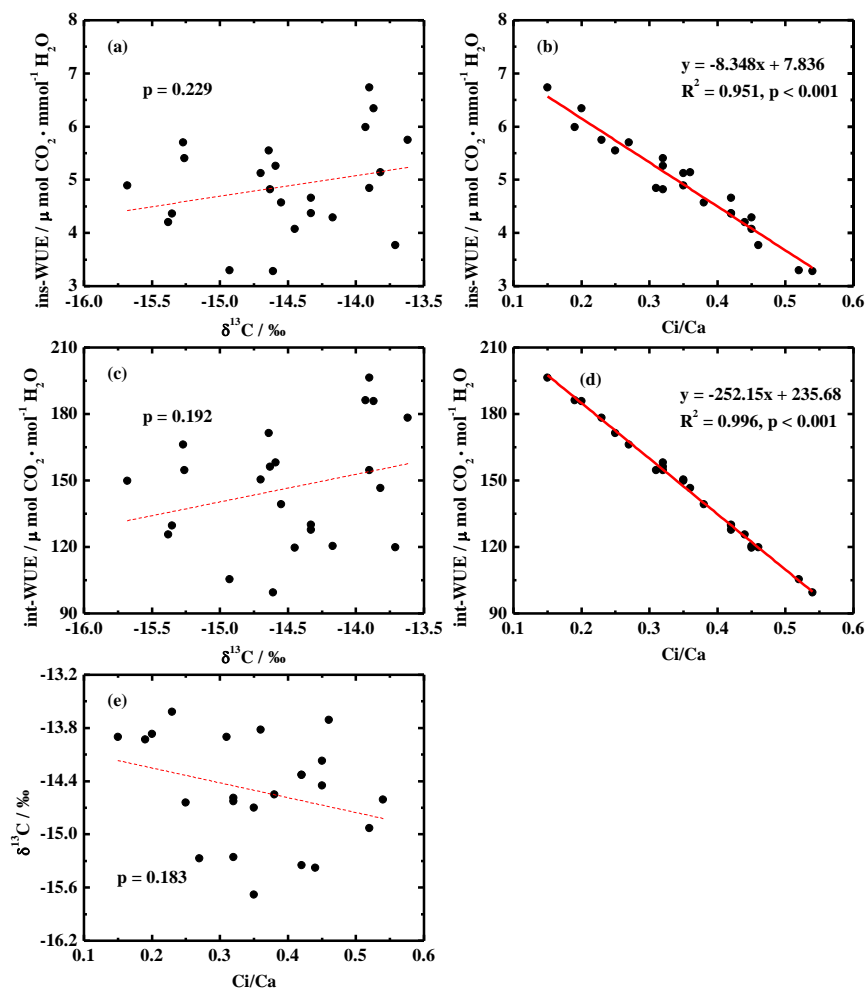 (a)
p = 0.229
ins-WUE / μ mol CO₂ · mmol⁻¹ H₂O
8
7
6
5
4
3
-16.0 -15.5 -15.0 -14.5 -14.0 -13.5
δ¹³C / ‰
(b)
y = -8.348x + 7.836
R² = 0.951, p < 0.001
ins-WUE / μ mol CO₂ · mmol⁻¹ H₂O
8
7
6
5
4
3
0.1 0.2 0.3 0.4 0.5 0.6
Ci/Ca
(c)
p = 0.192
int-WUE / μ mol CO₂ · mol⁻¹ H₂O
210
180
150
120
90
-16.0 -15.5 -15.0 -14.5 -14.0 -13.5
δ¹³C / ‰
(d)
y = -252.15x + 235.68
R² = 0.996, p < 0.001
int-WUE / μ mol CO₂ · mol⁻¹ H₂O
210
180
150
120
90
0.1 0.2 0.3 0.4 0.5 0.6
Ci/Ca
(e)
p = 0.183
δ¹³C / ‰
-13.2
-13.8
-14.4
-15.0
-15.6
-16.2
0.1 0.2 0.3 0.4 0.5 0.6
Ci/Ca